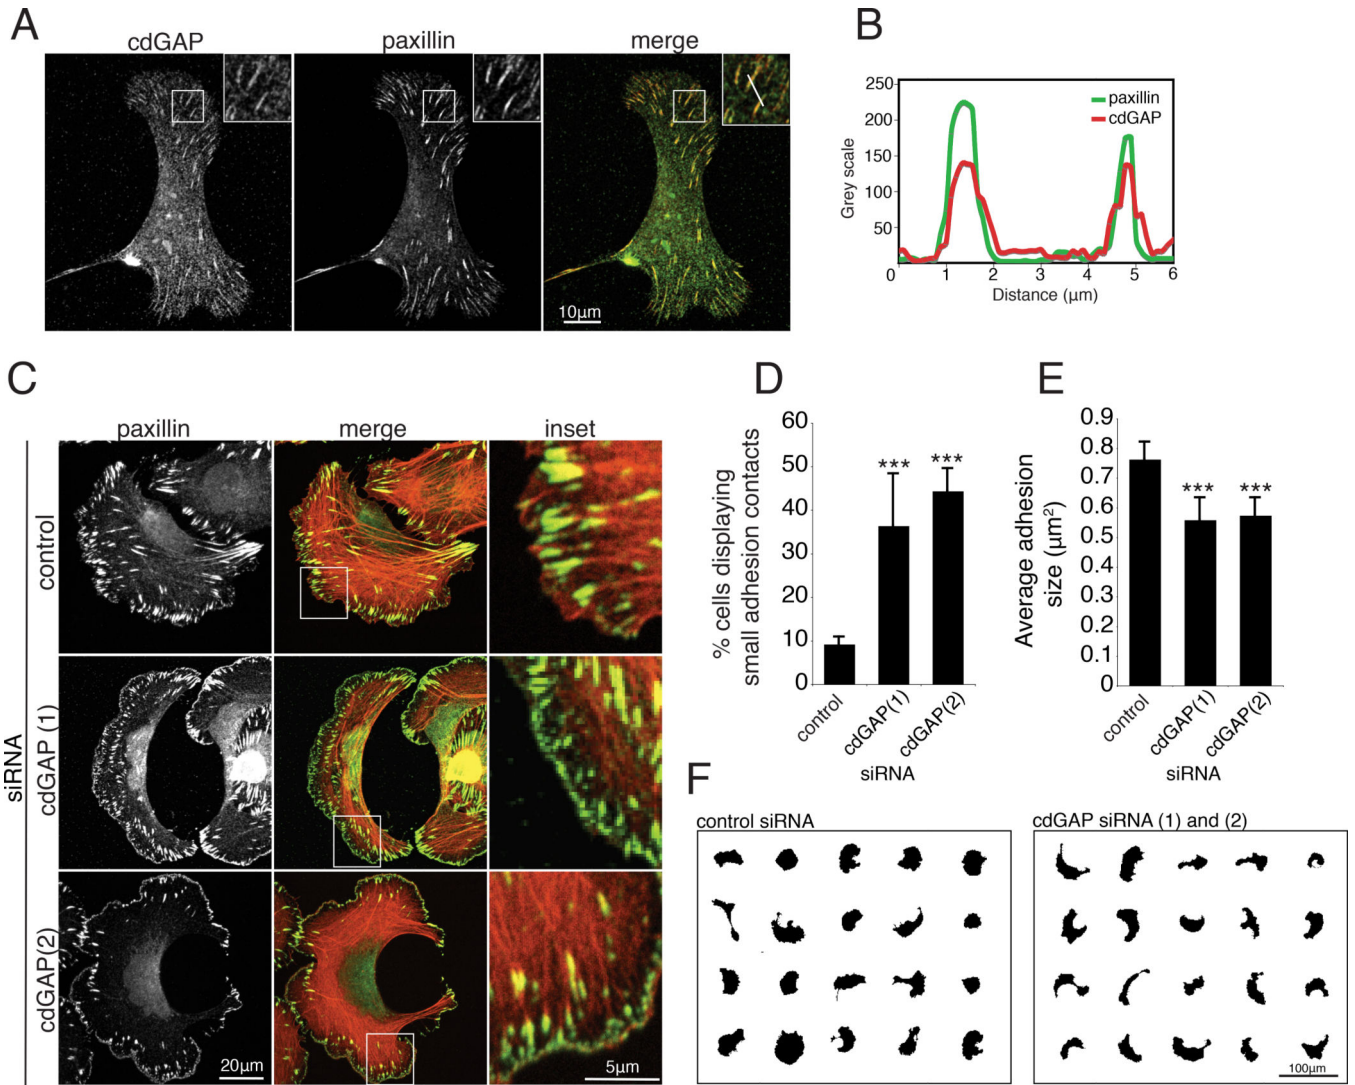 A
cdGAP
paxillin
merge
10µm
B
250
200
150
100
50
0
1
2
3
4
5
6
Grey scale
Distance (µm)
paxillin
cdGAP
C
paxillin
merge
inset
siRNA
control
cdGAP (1)
cdGAP(2)
20µm
5µm
D
60
50
40
30
20
10
0
% cells displaying
small adhesion contacts
***
***
control
cdGAP(1)
cdGAP(2)
siRNA
E
0.9
0.8
0.7
0.6
0.5
0.4
0.3
0.2
0.1
0
Average adhesion
size (µm²)
***
***
control
cdGAP(1)
cdGAP(2)
siRNA
F
control siRNA
cdGAP siRNA (1) and (2)
100µm